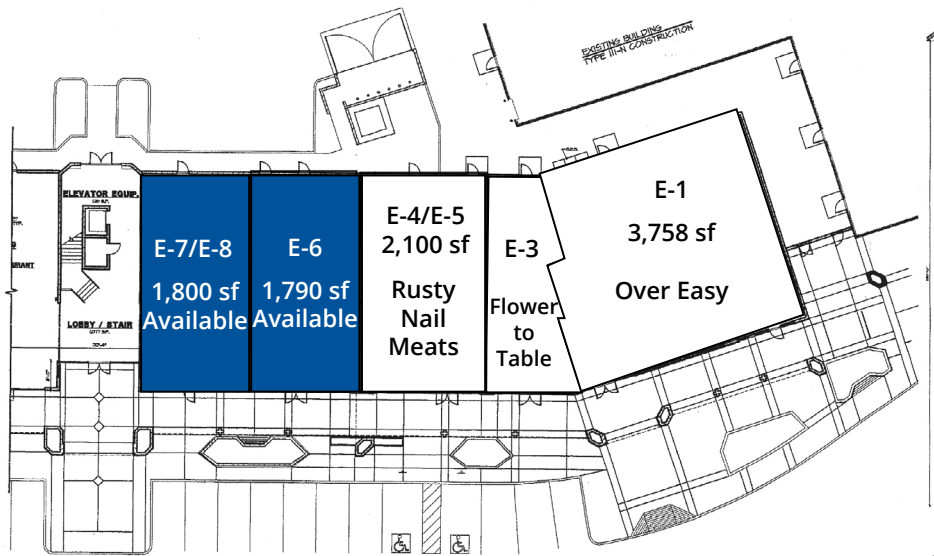 EXISTING BUILDING
TYPE III-N CONSTRUCTION
ELEVATOR EQUIP.
LOBBY / STAIR
E-7/E-8
1,800 sf
Available
E-6
1,790 sf
Available
E-4/E-5
2,100 sf
Rusty
Nail
Meats
E-3
Flower
to
Table
E-1
3,758 sf
Over Easy